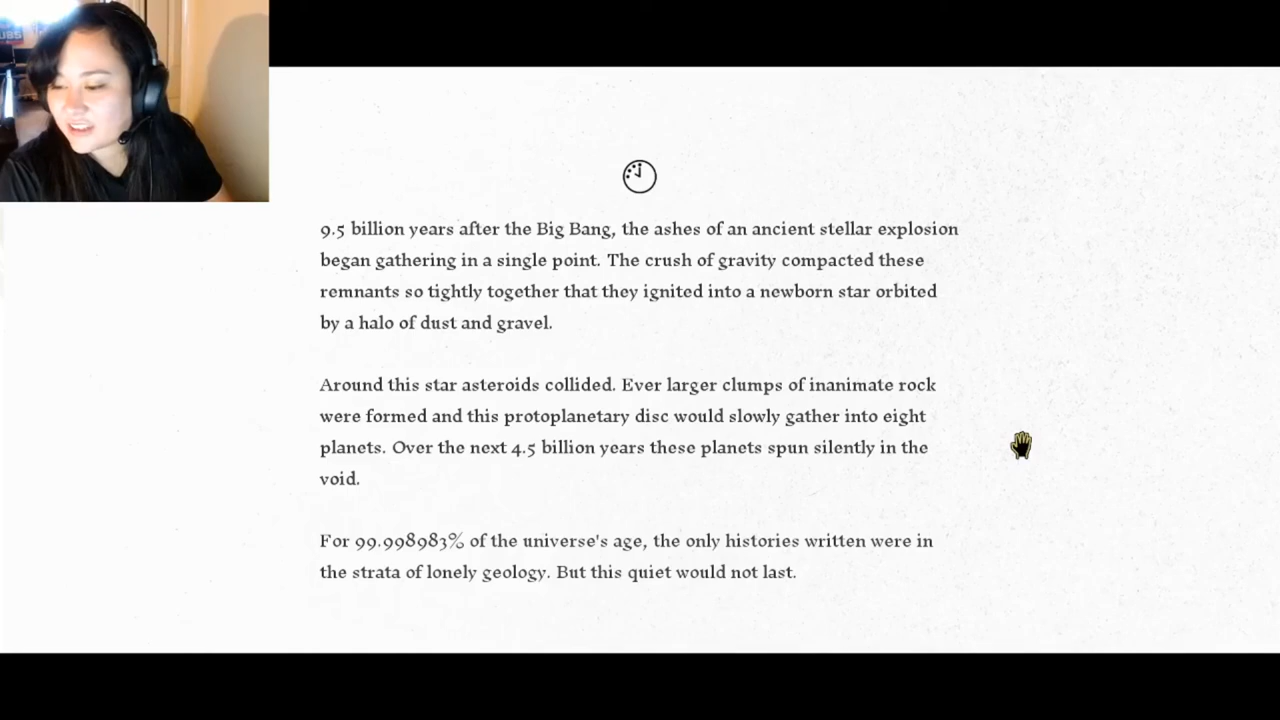 9.5 billion years after the Big Bang, the ashes of an ancient stellar explosion
began gathering in a single point. The crush of gravity compacted these
remnants so tightly together that they ignited into a newborn star orbited
by a halo of dust and gravel.
Around this star asteroids collided. Ever larger clumps of inanimate rock
were formed and this protoplanetary disc would slowly gather into eight
planets. Over the next 4.5 billion years these planets spun silently in the
void.
For 99.998983% of the universe's age, the only histories written were in
the strata of lonely geology. But this quiet would not last.